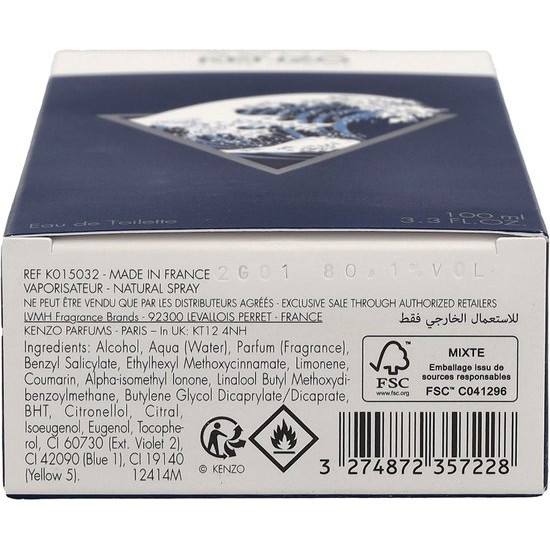 KENZO
Eau de Toilette
100 ml
3.3 FL.OZ
REF K015032 - MADE IN FRANCE 2G01 80,1%VOL.
VAPORISATEUR - NATURAL SPRAY
NE PEUT ÊTRE VENDU QUE PAR LES DISTRIBUTEURS AGRÉÉS - EXCLUSIVE SALE THROUGH AUTHORIZED RETAILERS
LVMH Fragrance Brands - 92300 LEVALLOIS PERRET - FRANCE
للاستعمال الخارجي فقط
KENZO PARFUMS - PARIS – In UK: KT12 4NH
Ingredients: Alcohol, Aqua (Water), Parfum (Fragrance),
Benzyl Salicylate, Ethylhexyl Methoxycinnamate, Limonene,
Coumarin, Alpha-isomethyl Ionone, Linalool Butyl Methoxydi-
benzoylmethane, Butylene Glycol Dicaprylate/Dicaprate,
BHT, Citronellol, Citral,
Isoeugenol, Eugenol, Tocophe-
rol, CI 60730 (Ext. Violet 2),
CI 42090 (Blue 1), CI 19140
(Yellow 5). 12414M
© KENZO
FSC
www.fsc.org
MIXTE
Emballage issu de
sources responsables
FSC™ C041296
3 274872 357228